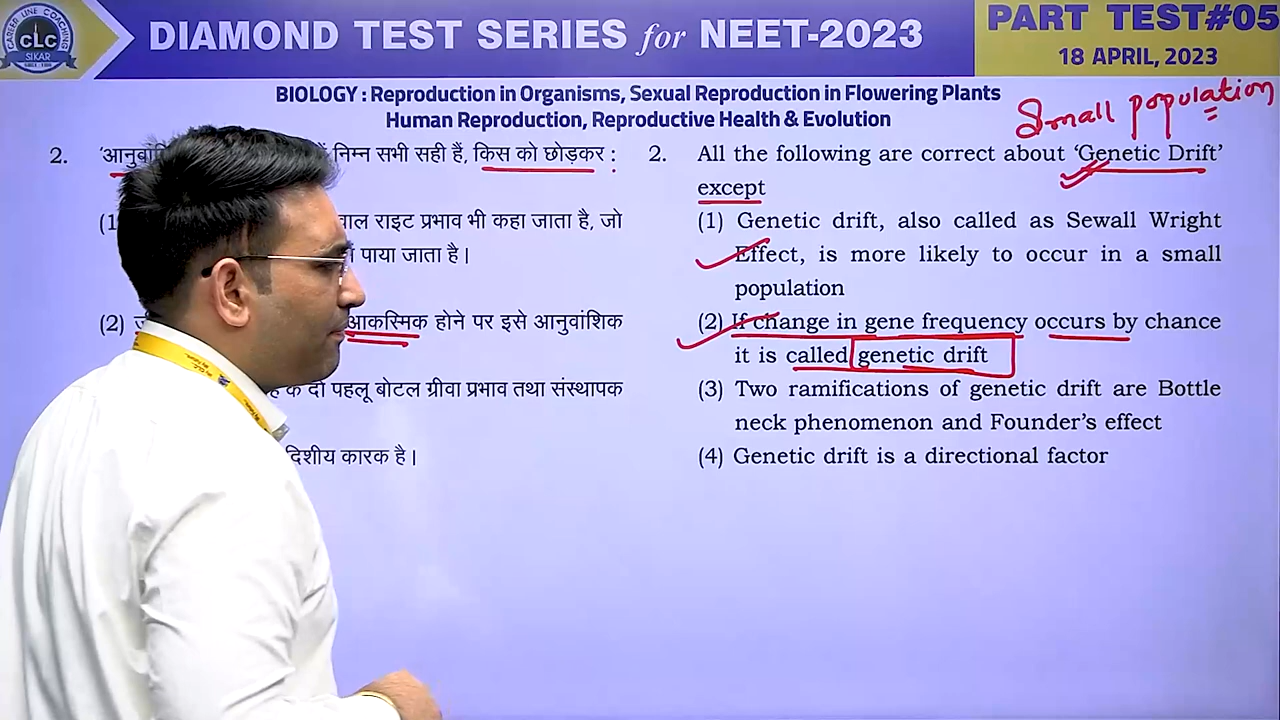 CAREER LINE COACHING
CLC
SIKAR
DIAMOND TEST SERIES for NEET-2023
PART TEST#05
18 APRIL, 2023
BIOLOGY : Reproduction in Organisms, Sexual Reproduction in Flowering Plants
Human Reproduction, Reproductive Health & Evolution
Small population
2. निम्न सभी सही हैं, किस को छोड़कर :
राइट प्रभाव भी कहा जाता है, जो
पाया जाता है।
(2) आकस्मिक होने पर इसे आनुवांशिक
के दो पहलू बोटल ग्रीवा प्रभाव तथा संस्थापक
कारक है।
2. All the following are correct about ‘Genetic Drift’
except
(1) Genetic drift, also called as Sewall Wright
Effect, is more likely to occur in a small
population
(2) If change in gene frequency occurs by chance
it is called genetic drift
(3) Two ramifications of genetic drift are Bottle
neck phenomenon and Founder’s effect
(4) Genetic drift is a directional factor